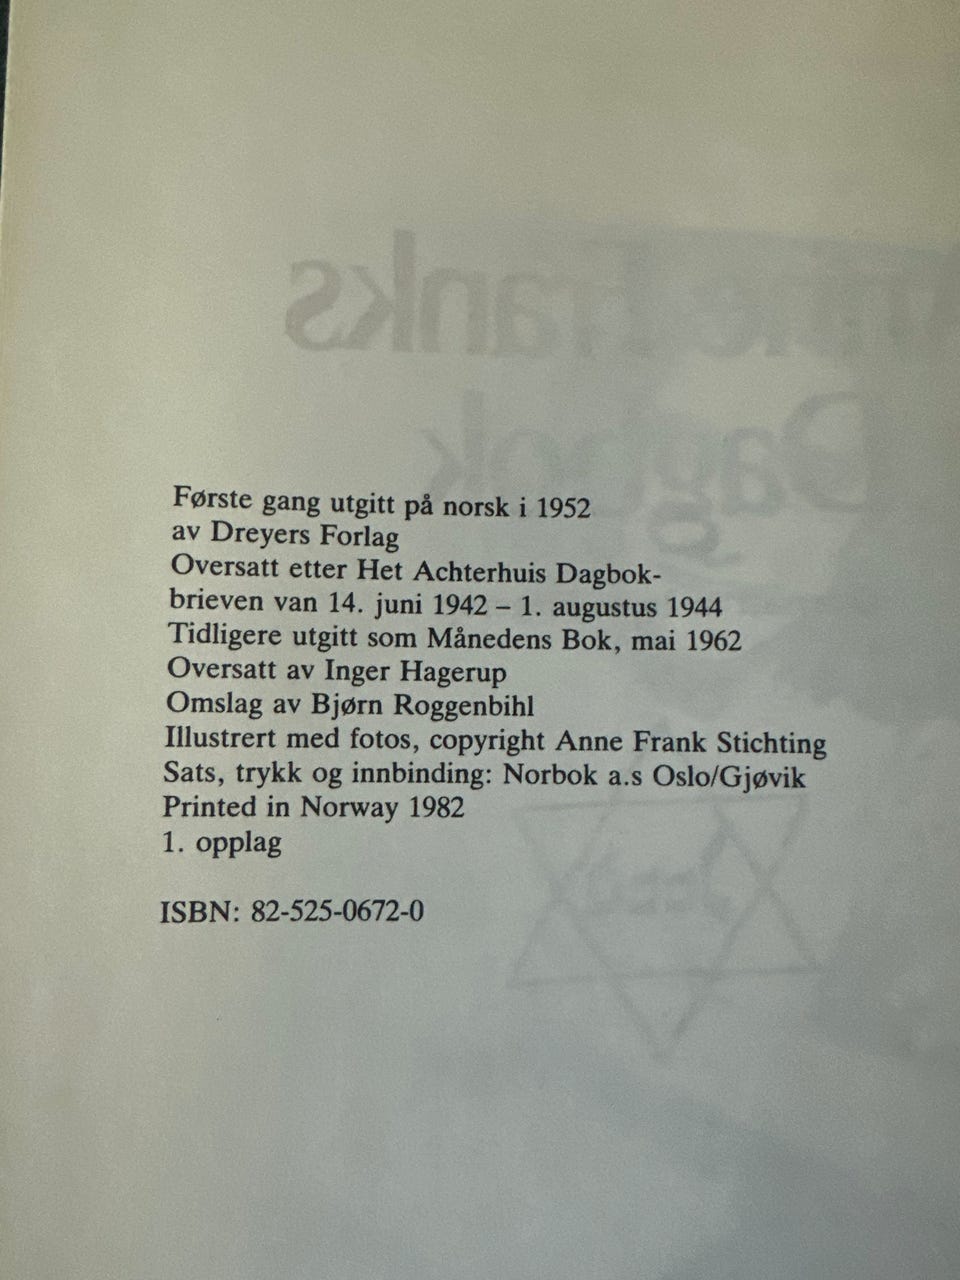 Anne Franks
Dagbok
Første gang utgitt på norsk i 1952
av Dreyers Forlag
Oversatt etter Het Achterhuis Dagbok-
brieven van 14. juni 1942 – 1. augustus 1944
Tidligere utgitt som Månedens Bok, mai 1962
Oversatt av Inger Hagerup
Omslag av Bjørn Roggenbihl
Illustrert med fotos, copyright Anne Frank Stichting
Sats, trykk og innbinding: Norbok a.s Oslo/Gjøvik
Printed in Norway 1982
1. opplag
ISBN: 82-525-0672-0